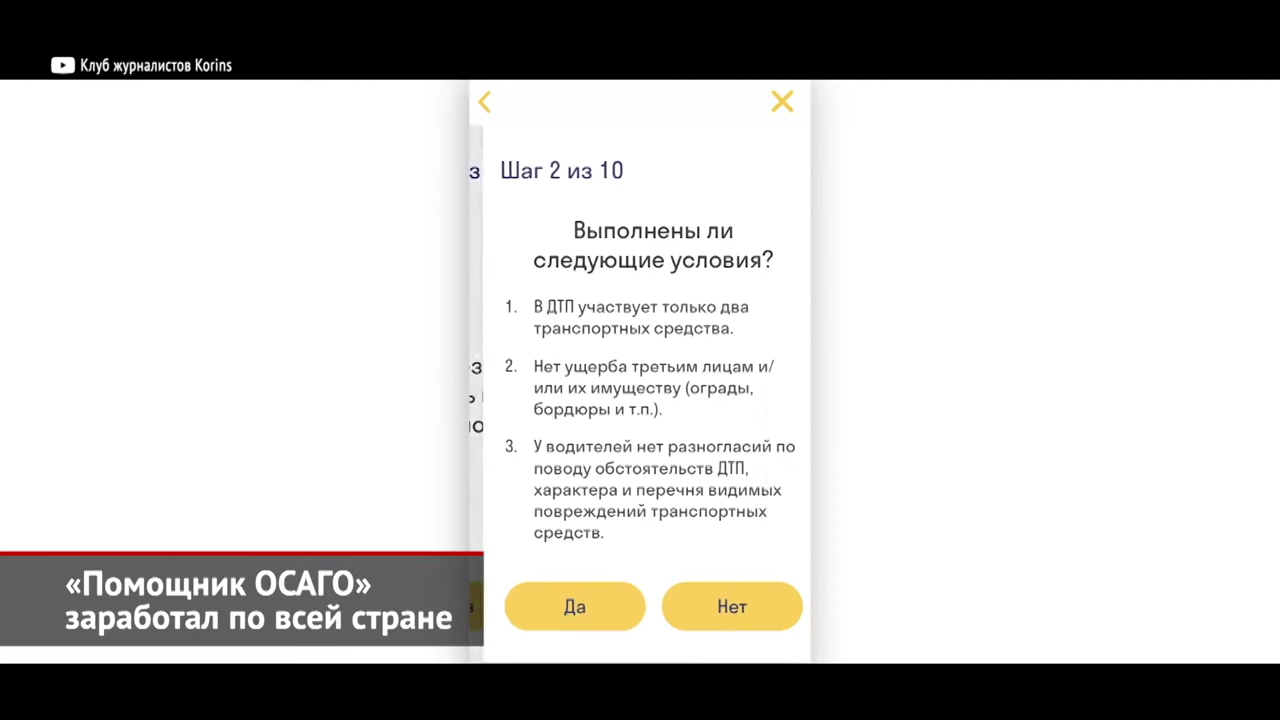 Клуб журналистов Korins
Шаг 2 из 10
Выполнены ли
следующие условия?
1. В ДТП участвует только два
транспортных средства.
2. Нет ущерба третьим лицам и/
или их имуществу (ограды,
бордюры и т.п.).
3. У водителей нет разногласий по
поводу обстоятельств ДТП,
характера и перечня видимых
повреждений транспортных
средств.
Да
Нет
«Помощник ОСАГО»
заработал по всей стране